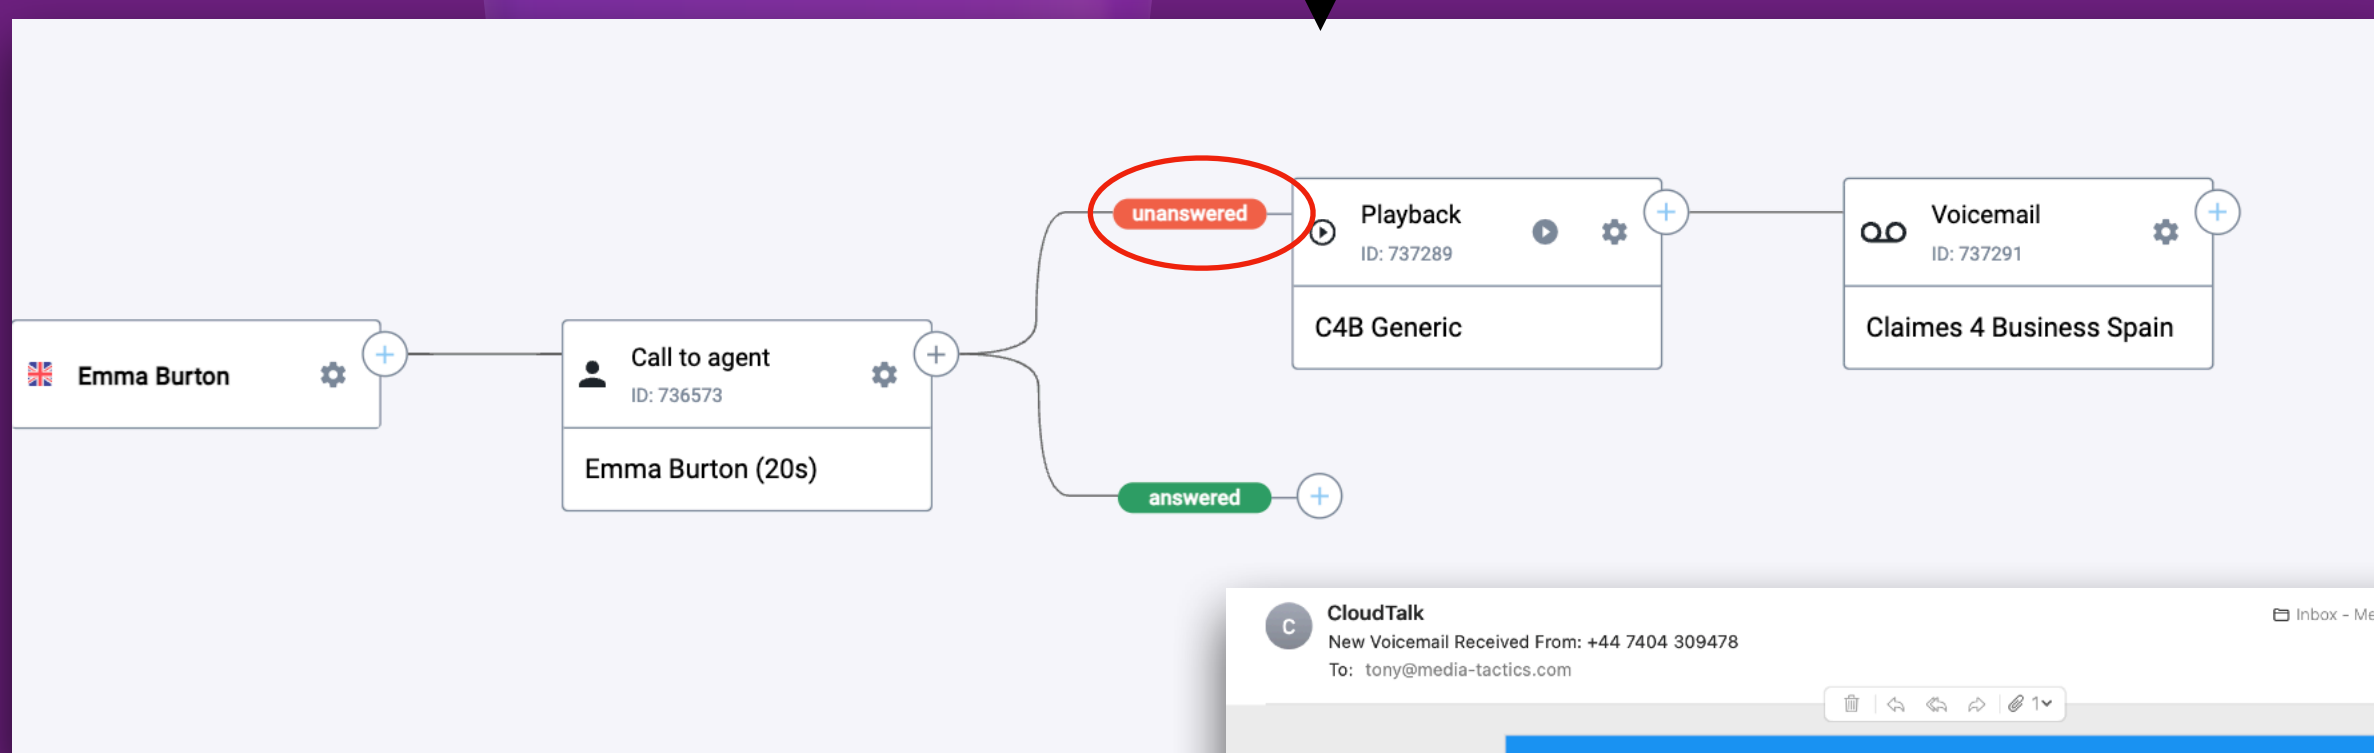 unanswered
Playback
ID: 737289
C4B Generic
Voicemail
ID: 737291
Claimes 4 Business Spain
Emma Burton
Call to agent
ID: 736573
Emma Burton (20s)
answered
C
CloudTalk
Inbox - Me
New Voicemail Received From: +44 7404 309478
To: tony@media-tactics.com
1